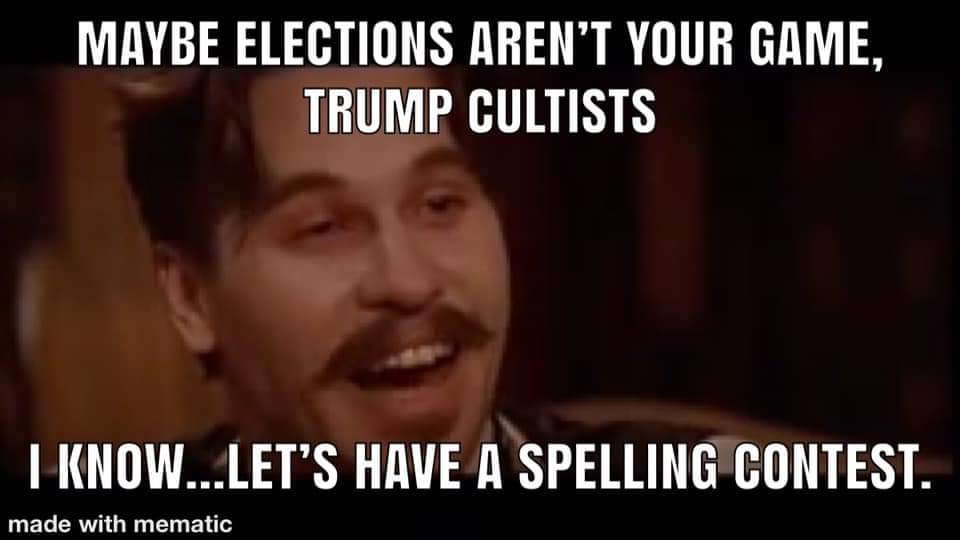 MAYBE ELECTIONS AREN'T YOUR GAME,
TRUMP CULTISTS
I KNOW...LET'S HAVE A SPELLING CONTEST.
made with mematic